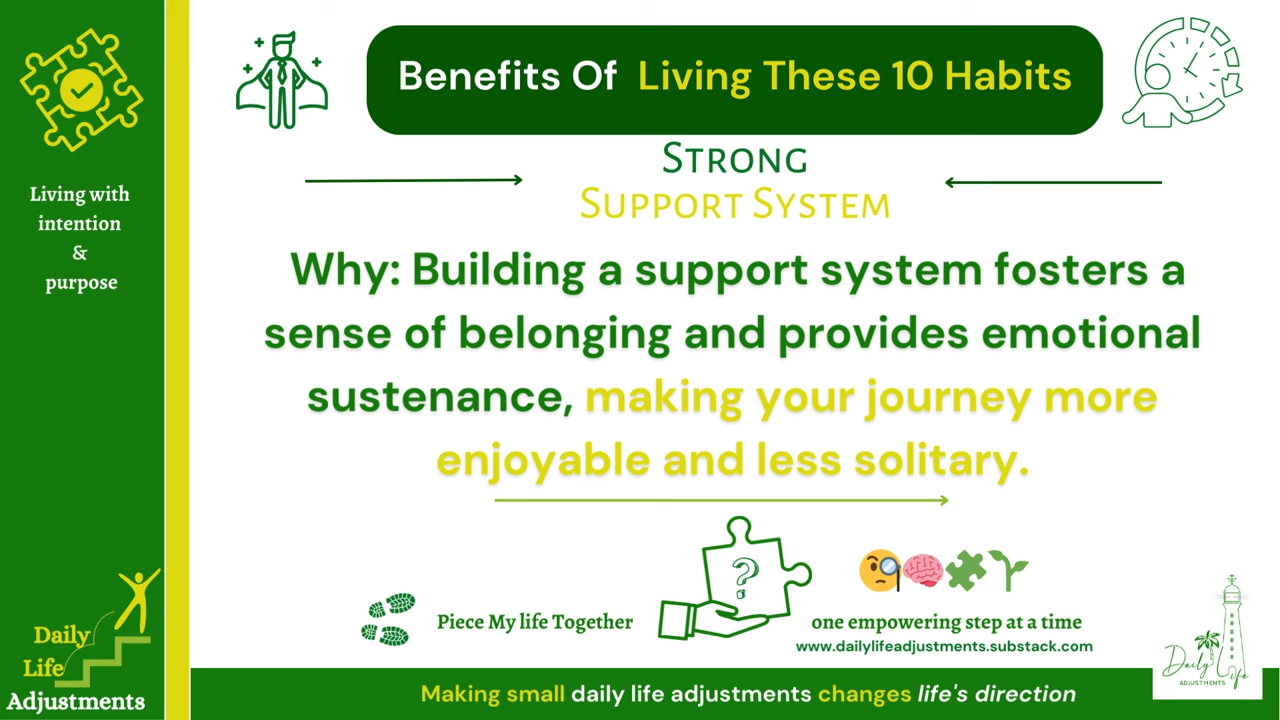 Benefits Of Living These 10 Habits
Strong
Support System
Living with
intention
&
purpose
Why: Building a support system fosters a
sense of belonging and provides emotional
sustenance, making your journey more
enjoyable and less solitary.
?
Piece My life Together
one empowering step at a time
www.dailylifeadjustments.substack.com
Daily
Life
Adjustments
Making small daily life adjustments changes life's direction
Daily Life
ADJUSTMENTS